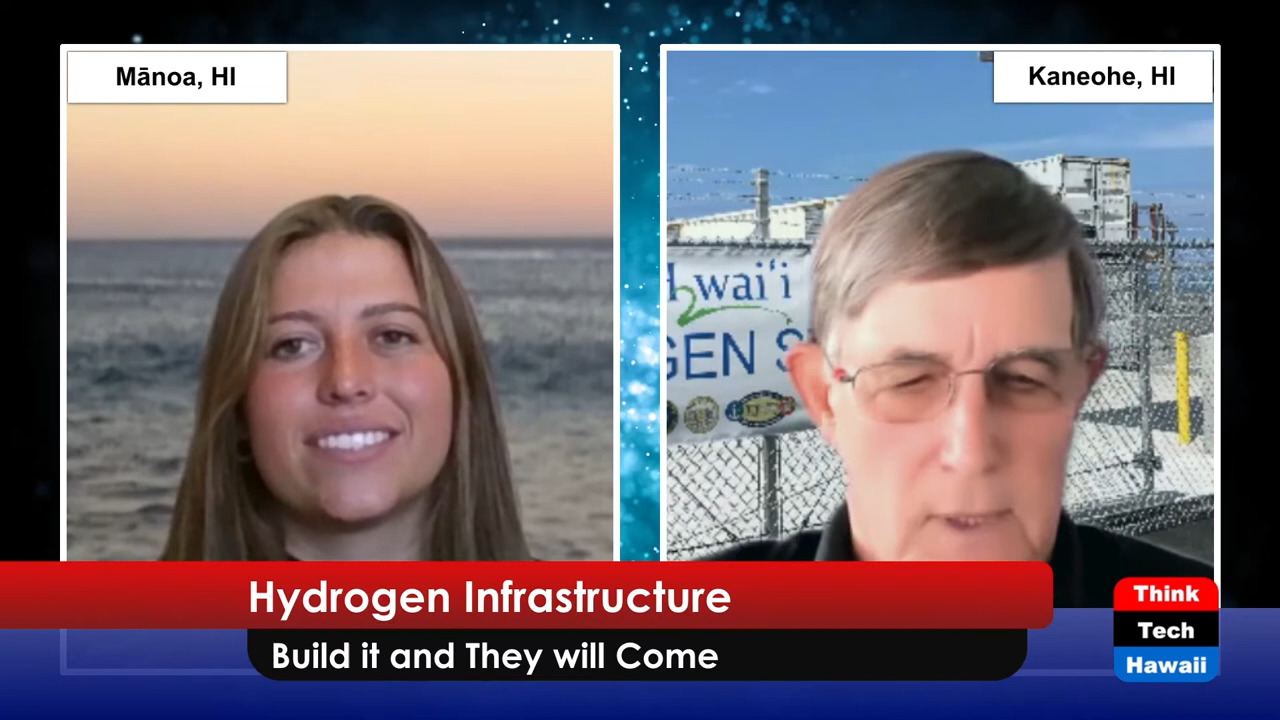 Mānoa, HI
Kaneohe, HI
wai'i
GEN S
Hydrogen Infrastructure
Build it and They will Come
Think
Tech
Hawaii